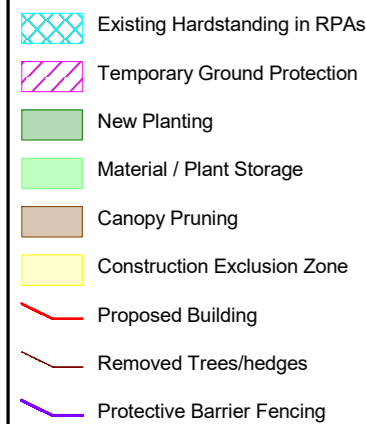 Existing Hardstanding in RPAs
Temporary Ground Protection
New Planting
Material / Plant Storage
Canopy Pruning
Construction Exclusion Zone
Proposed Building
Removed Trees/hedges
Protective Barrier Fencing